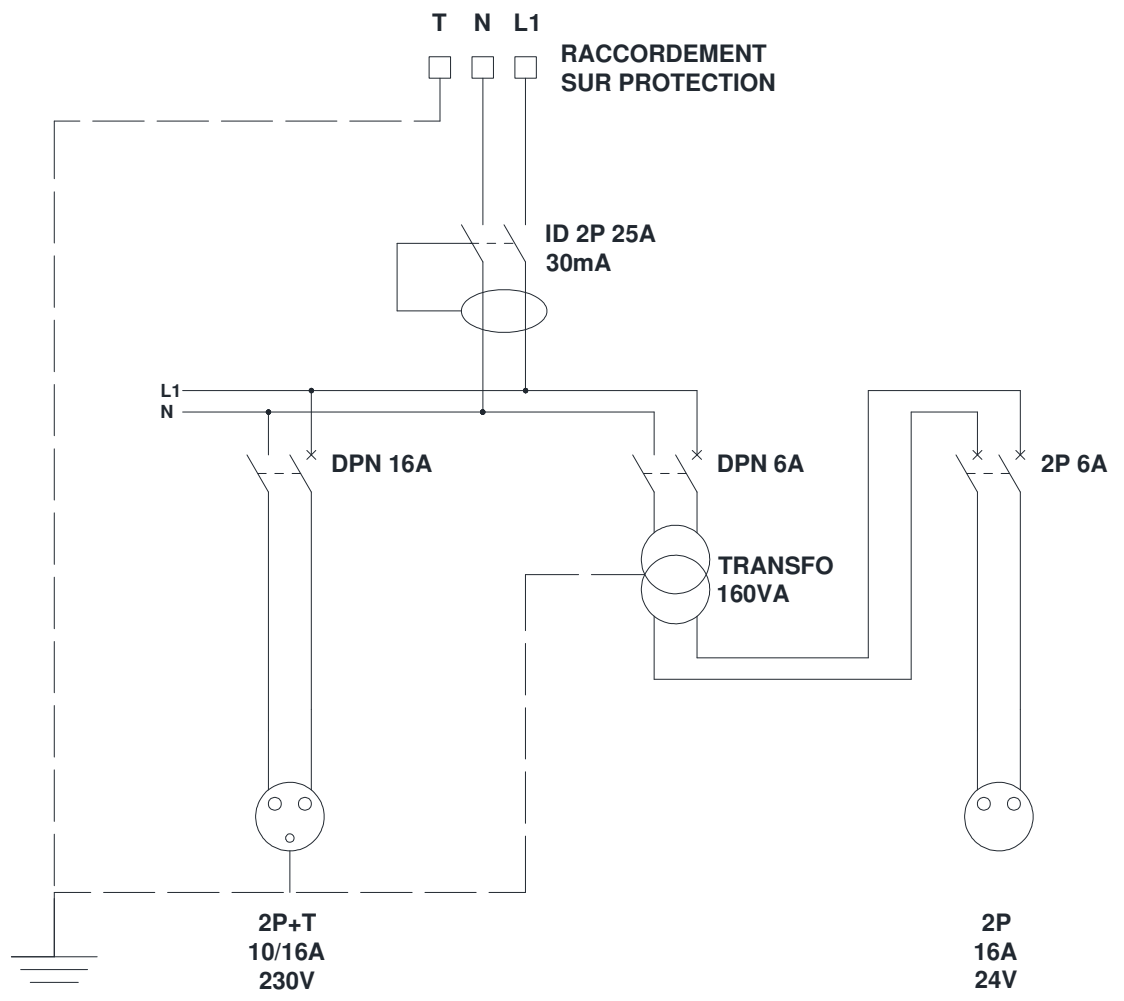 T N L1
RACCORDEMENT
SUR PROTECTION
ID 2P 25A
30mA
L1
N
DPN 16A
DPN 6A
2P 6A
TRANSFO
160VA
2P+T
10/16A
230V
2P
16A
24V